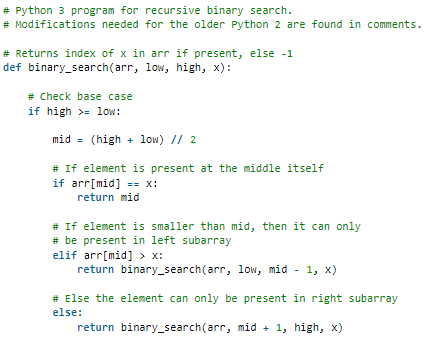 # Python 3 program for recursive binary search.
# Modifications needed for the older Python 2 are found in comments.

# Returns index of x in arr if present, else -1
def binary_search(arr, low, high, x):

    # Check base case
    if high >= low:

        mid = (high + low) // 2

        # If element is present at the middle itself
        if arr[mid] == x:
            return mid

        # If element is smaller than mid, then it can only
        # be present in left subarray
        elif arr[mid] > x:
            return binary_search(arr, low, mid - 1, x)

        # Else the element can only be present in right subarray
        else:
            return binary_search(arr, mid + 1, high, x)